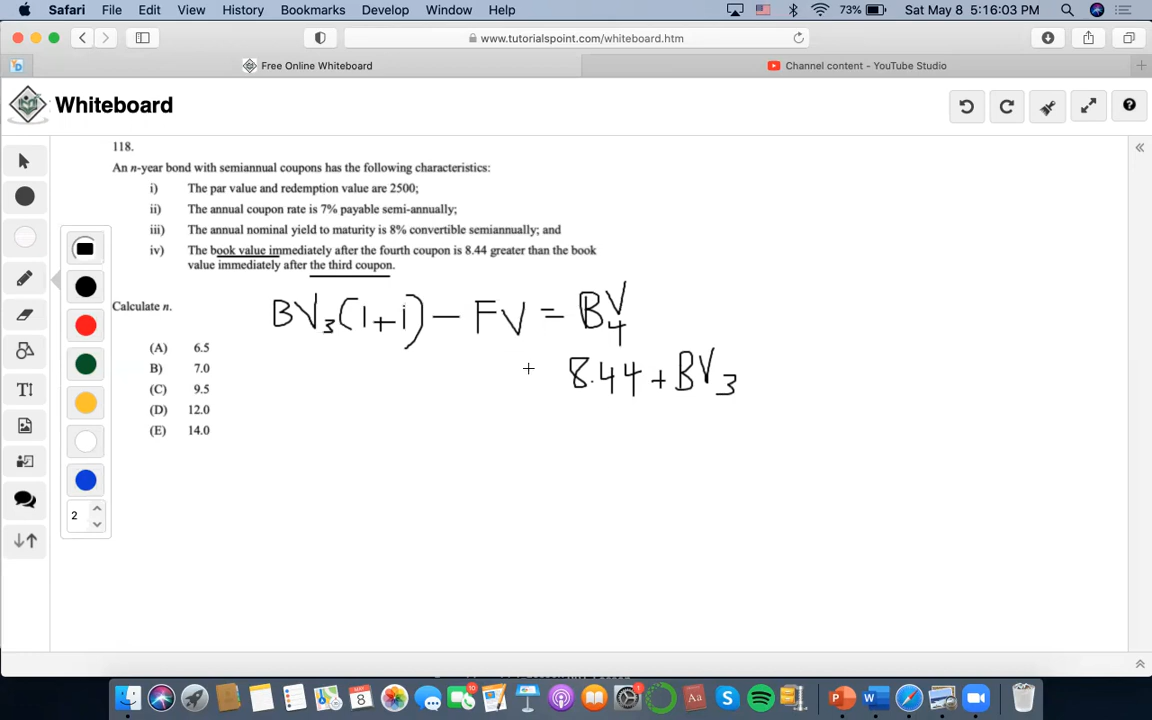 Safari File Edit View History Bookmarks Develop Window Help 73% Sat May 8 5:16:03 PM
www.tutorialspoint.com/whiteboard.htm
Free Online Whiteboard Channel content - YouTube Studio
Whiteboard
118.
An n-year bond with semiannual coupons has the following characteristics:
i) The par value and redemption value are 2500;
ii) The annual coupon rate is 7% payable semi-annually;
iii) The annual nominal yield to maturity is 8% convertible semiannually; and
iv) The book value immediately after the fourth coupon is 8.44 greater than the book
value immediately after the third coupon.
Calculate n.
BV₃(1+i) − FV = BV₄
8.44 + BV₃
(A) 6.5
B) 7.0
(C) 9.5
(D) 12.0
(E) 14.0
2